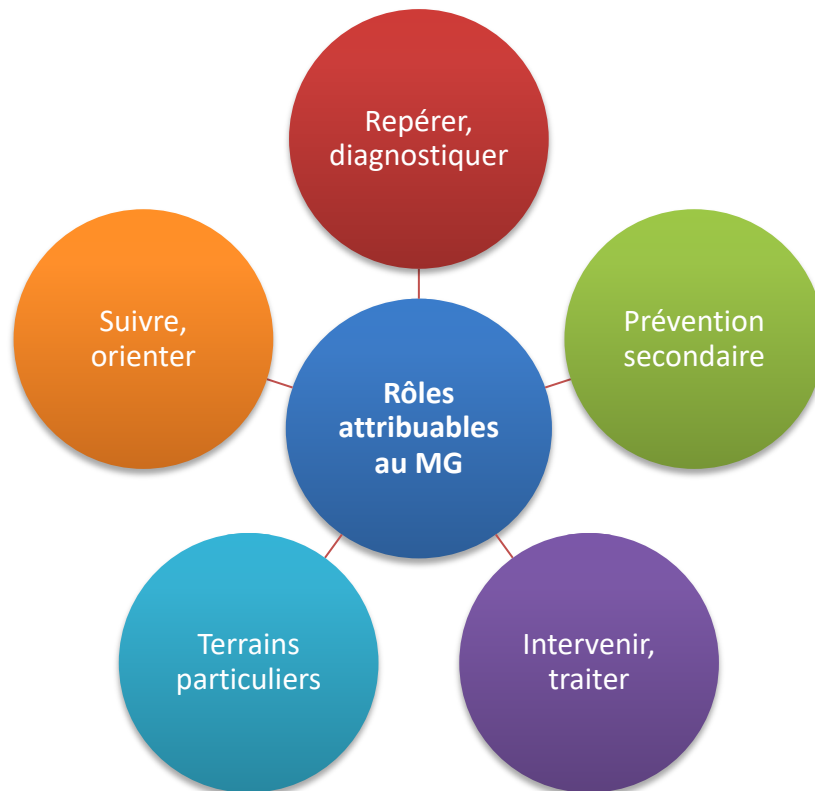 Repérer,
diagnostiquer
Suivre,
orienter
Prévention
secondaire
Rôles
attribuables
au MG
Terrains
particuliers
Intervenir,
traiter